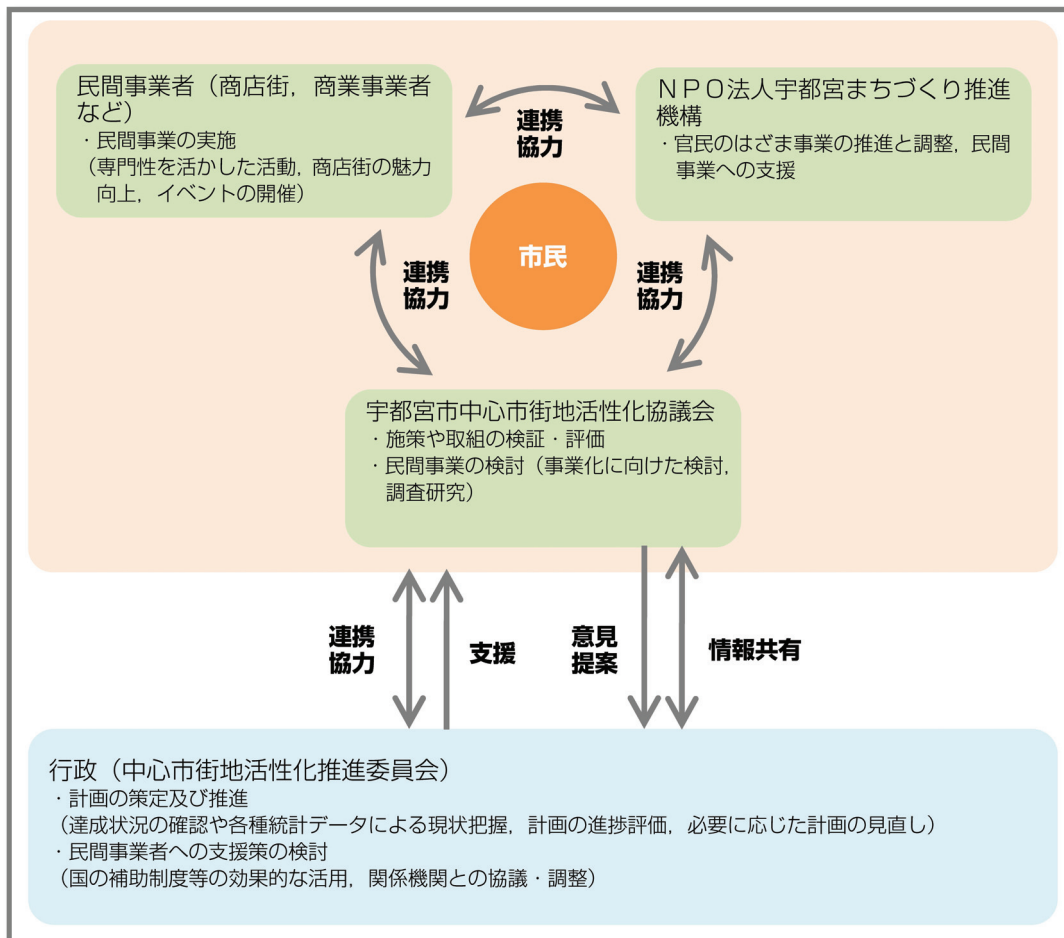 民間事業者（商店街，商業事業者
など）
・民間事業の実施
（専門性を活かした活動，商店街の魅力
向上，イベントの開催）
連携
協力
ＮＰＯ法人宇都宮まちづくり推進
機構
・官民のはざま事業の推進と調整，民間
事業への支援
市民
連携
協力
連携
協力
宇都宮市中心市街地活性化協議会
・施策や取組の検証・評価
・民間事業の検討（事業化に向けた検討，
調査研究）
連携
協力
支援
意見
提案
情報共有
行政（中心市街地活性化推進委員会）
・計画の策定及び推進
（達成状況の確認や各種統計データによる現状把握，計画の進捗評価，必要に応じた計画の見直し）
・民間事業者への支援策の検討
（国の補助制度等の効果的な活用，関係機関との協議・調整）